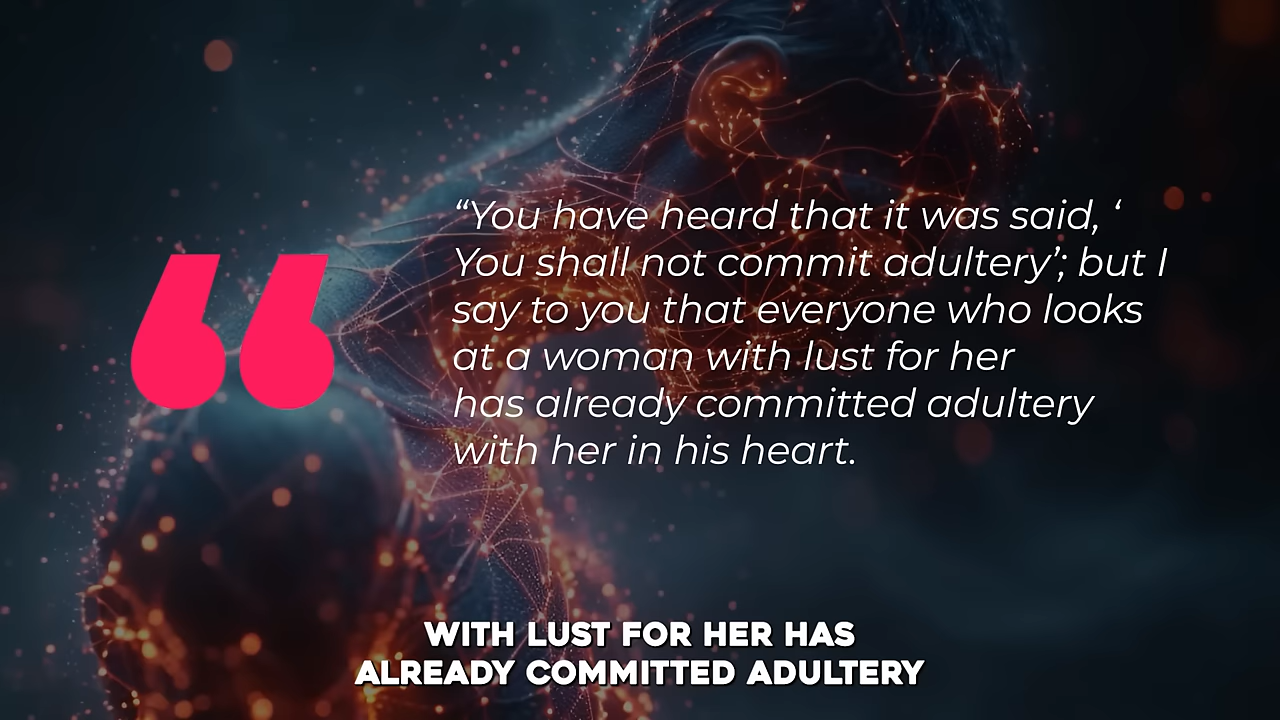 “You have heard that it was said, ‘
You shall not commit adultery’; but I
say to you that everyone who looks
at a woman with lust for her
has already committed adultery
with her in his heart.
WITH LUST FOR HER HAS
ALREADY COMMITTED ADULTERY